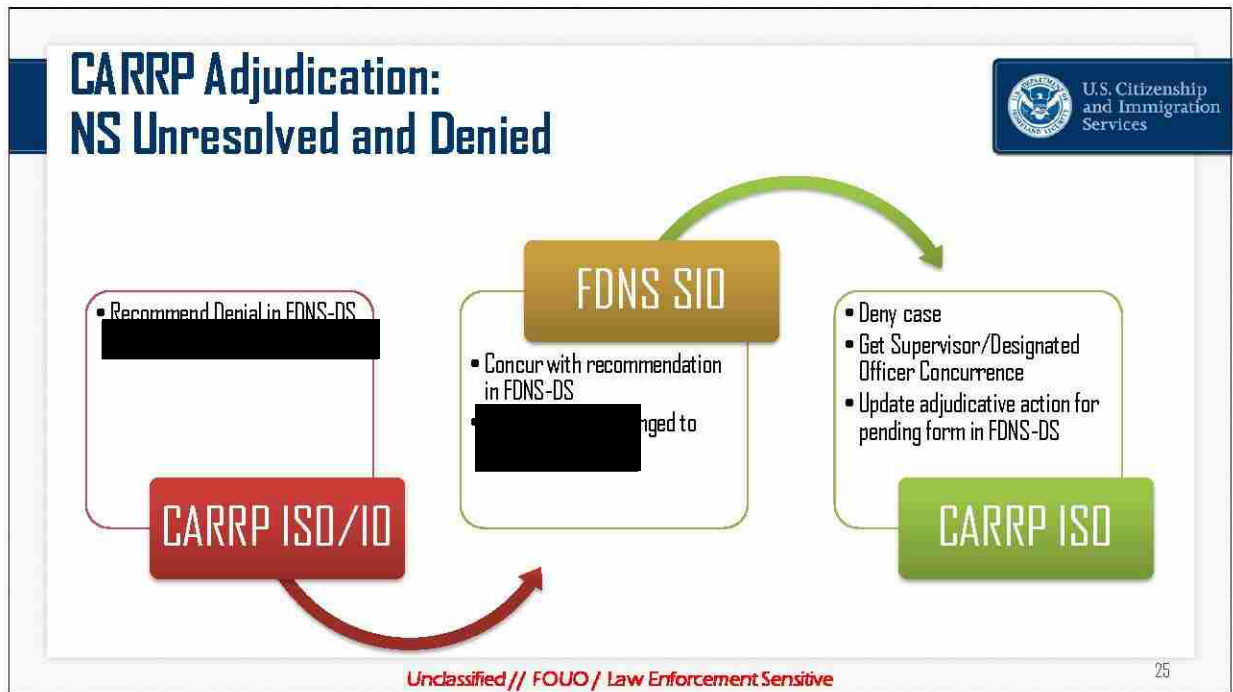 CARRP Adjudication:
NS Unresolved and Denied
U.S. Citizenship
and Immigration
Services
• Recommend Denial in FDNS-DS
CARRP ISO/IO
FDNS SIO
• Concur with recommendation
in FDNS-DS
to
• Deny case
• Get Supervisor/Designated
Officer Concurrence
• Update adjudicative action for
pending form in FDNS-DS
CARRP ISO
Unclassified // FOUO / Law Enforcement Sensitive
25